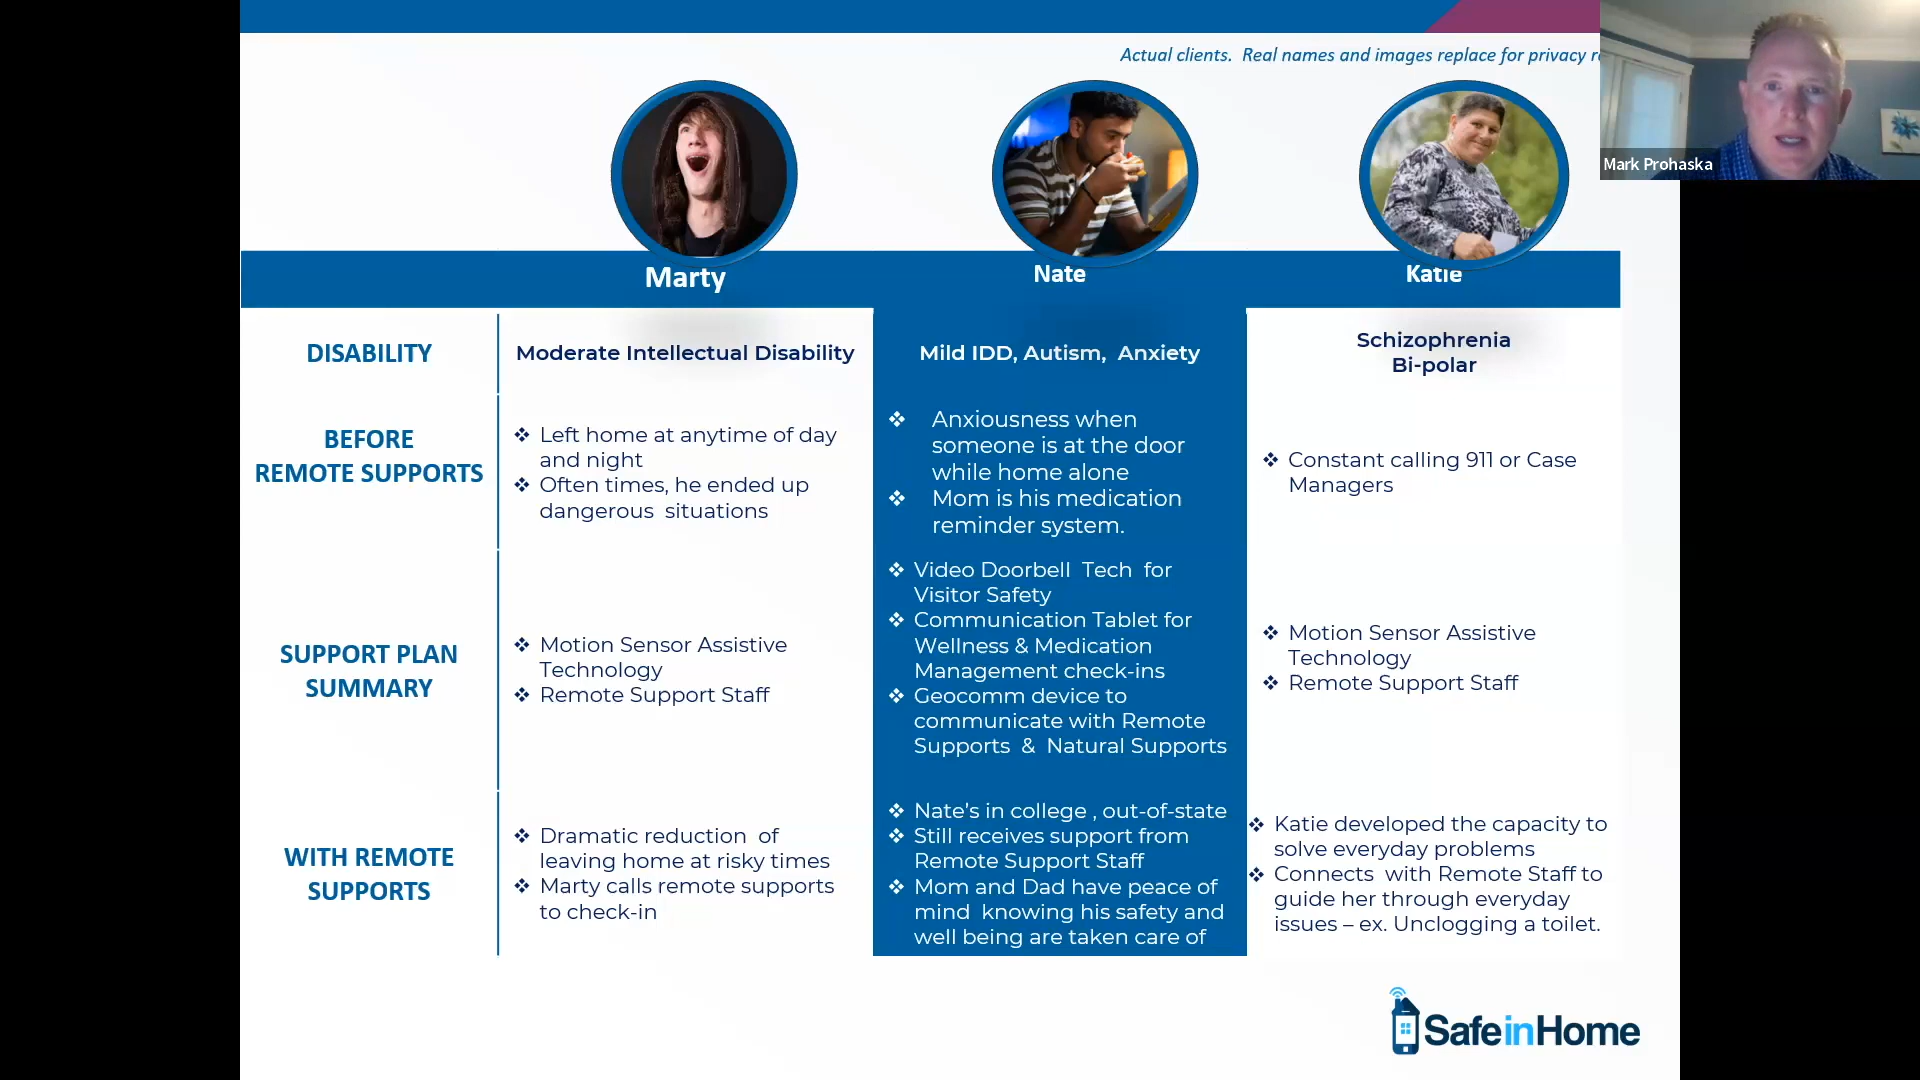 Actual clients.  Real names and images replace for privacy
Mark Prohaska
Marty
Nate
Katie
DISABILITY
Moderate Intellectual Disability
Mild IDD, Autism,  Anxiety
Schizophrenia
Bi-polar
BEFORE
REMOTE SUPPORTS
❖ Left home at anytime of day
and night
❖ Often times, he ended up
dangerous  situations
❖ Anxiousness when
someone is at the door
while home alone
❖ Mom is his medication
reminder system.
❖ Constant calling 911 or Case
Managers
SUPPORT PLAN
SUMMARY
❖ Motion Sensor Assistive
Technology
❖ Remote Support Staff
❖ Video Doorbell  Tech  for
Visitor Safety
❖ Communication Tablet for
Wellness & Medication
Management check-ins
❖ Geocomm device to
communicate with Remote
Supports  &  Natural Supports
❖ Motion Sensor Assistive
Technology
❖ Remote Support Staff
WITH REMOTE
SUPPORTS
❖ Dramatic reduction  of
leaving home at risky times
❖ Marty calls remote supports
to check-in
❖ Nate's in college , out-of-state
❖ Still receives support from
Remote Support Staff
❖ Mom and Dad have peace of
mind  knowing his safety and
well being are taken care of
❖ Katie developed the capacity to
solve everyday problems
❖ Connects  with Remote Staff to
guide her through everyday
issues – ex. Unclogging a toilet.
SafeinHome